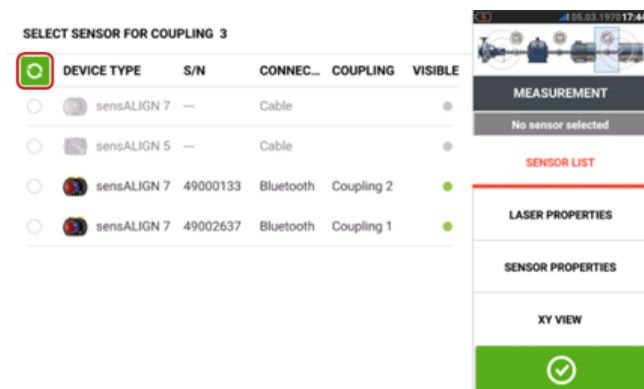 SELECT SENSOR FOR COUPLING 3
DEVICE TYPE S/N CONNEC... COUPLING VISIBLE
sensALIGN 7 — Cable
sensALIGN 5 — Cable
sensALIGN 7 49000133 Bluetooth Coupling 2
sensALIGN 7 49002637 Bluetooth Coupling 1
05.03.1970 17:44
MEASUREMENT
No sensor selected
SENSOR LIST
LASER PROPERTIES
SENSOR PROPERTIES
XY VIEW